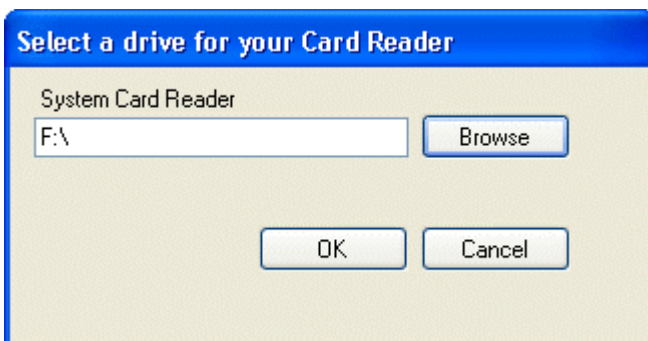 Select a drive for your Card Reader
System Card Reader
F:\
Browse
OK
Cancel